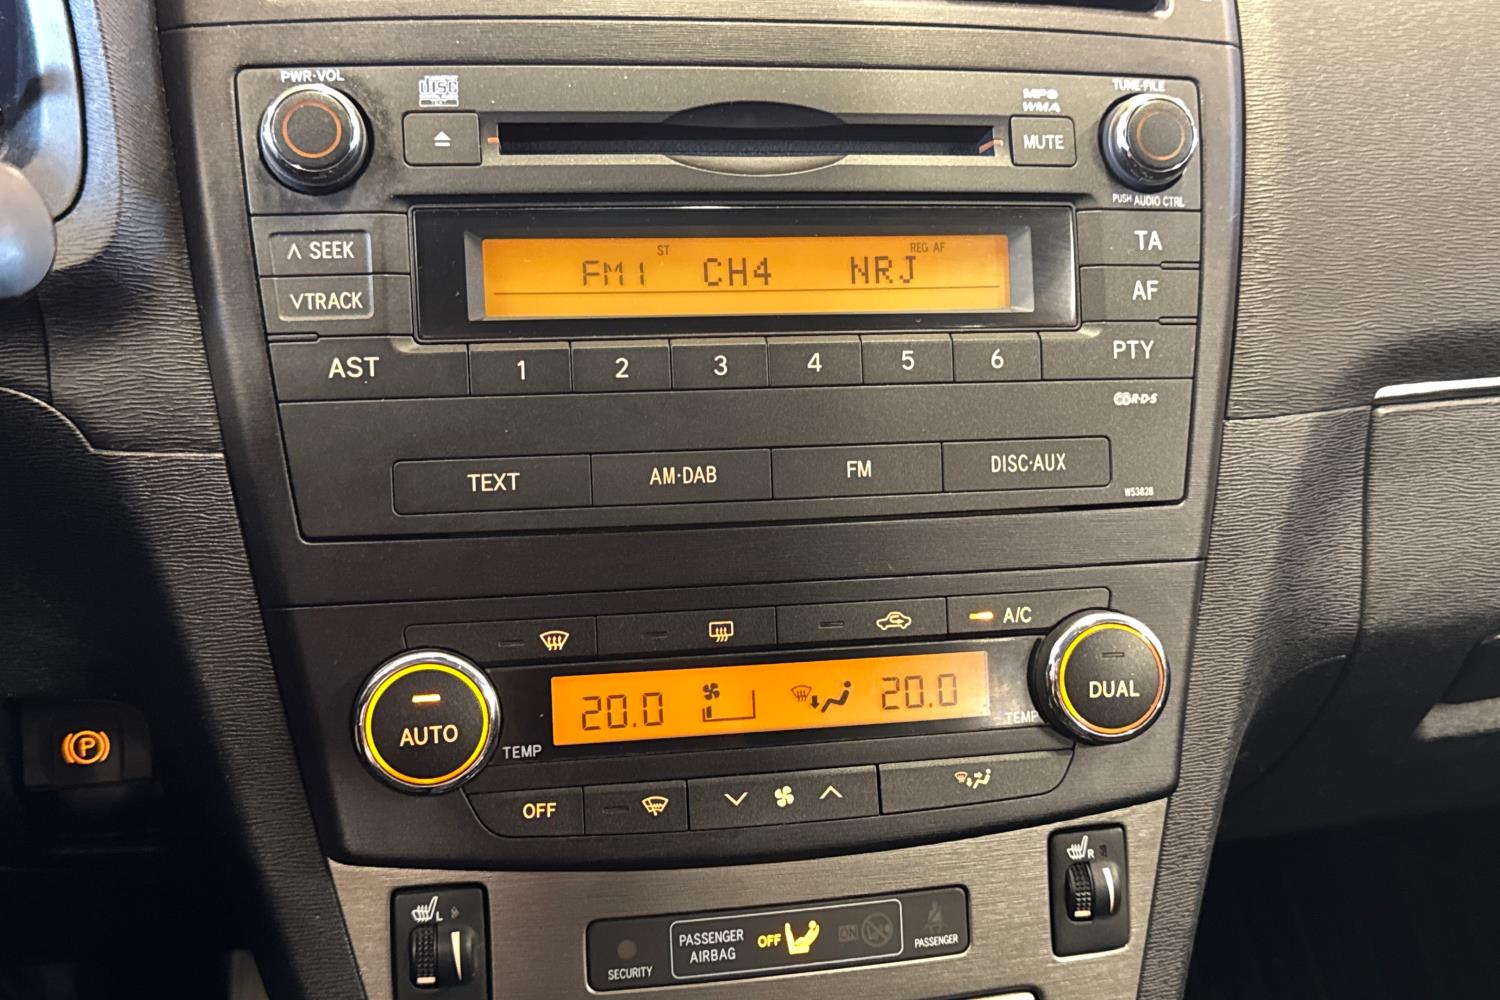 PWR·VOL
disc
TEXT
MP3
WMA
TUNE·FILE
MUTE
PUSH AUDIO CTRL
∧ SEEK
∨TRACK
ST
REG AF
FM1 CH4 NRJ
TA
AF
AST 1 2 3 4 5 6 PTY
R·D·S
TEXT AM·DAB FM DISC·AUX
W53828
A/C
AUTO
TEMP
20.0 20.0
TEMP
DUAL
OFF
P
R
L
SECURITY
PASSENGER
AIRBAG
OFF
ON
PASSENGER